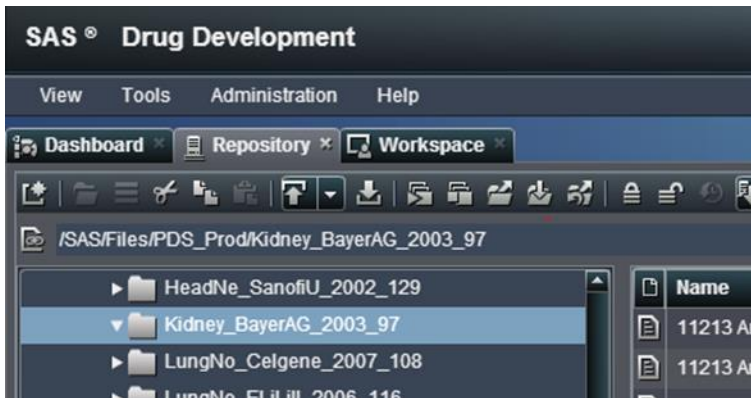 SAS ® Drug Development
View Tools Administration Help
Dashboard × Repository × Workspace ×
/SAS/Files/PDS_Prod/Kidney_BayerAG_2003_97
HeadNe_SanofiU_2002_129
Name
Kidney_BayerAG_2003_97
11213 A
LungNo_Celgene_2007_108
11213 A